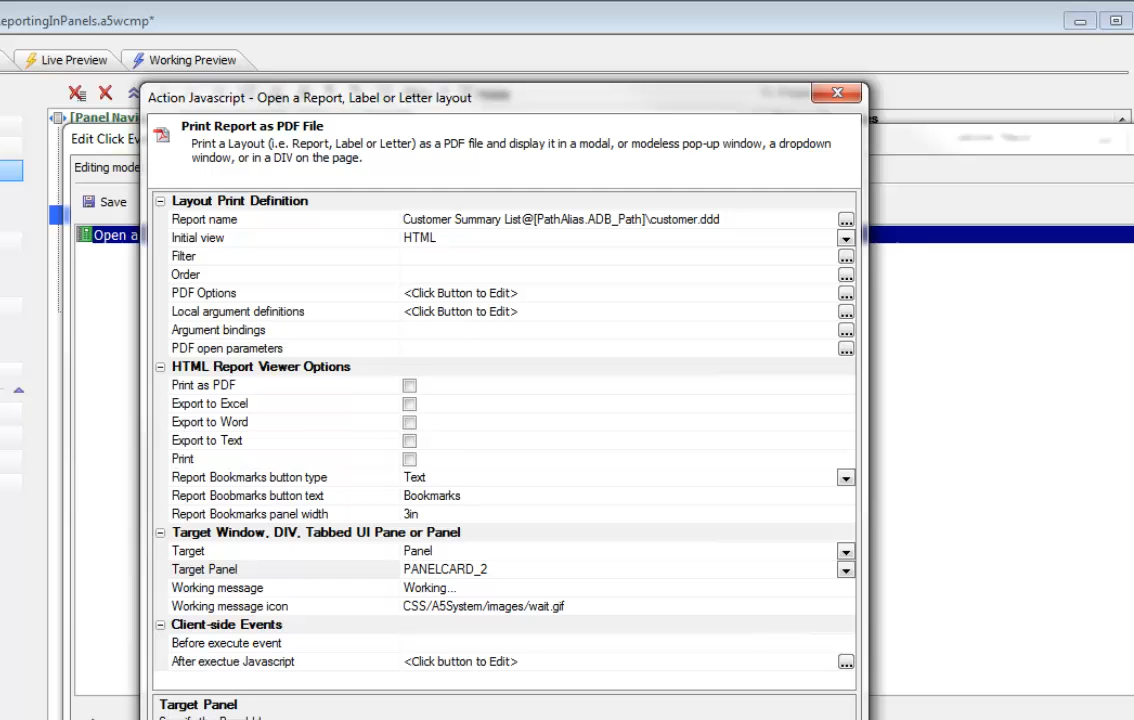 eportingInPanels.a5wcmp*
Live Preview
Working Preview
Action Javascript - Open a Report, Label or Letter layout
[Panel Navi
Edit Click Ev
Editing mode
Save
Open a
Print Report as PDF File
Print a Layout (i.e. Report, Label or Letter) as a PDF file and display it in a modal, or modeless pop-up window, a dropdown
window, or in a DIV on the page.
Layout Print Definition
Report name Customer Summary List@[PathAlias.ADB_Path]\customer.ddd
Initial view HTML
Filter
Order
PDF Options <Click Button to Edit>
Local argument definitions <Click Button to Edit>
Argument bindings
PDF open parameters
HTML Report Viewer Options
Print as PDF
Export to Excel
Export to Word
Export to Text
Print
Report Bookmarks button type Text
Report Boobmarks button text Bookmarks
Report Bookmarks panel width 3in
Target Window, DIV, Tabbed UI Pane or Panel
Target Panel
Target Panel PANELCARD_2
Working message Working...
Working message icon CSS/A5System/images/wait.gif
Client-side Events
Before execute event
After exectue Javascript <Click button to Edit>
Target Panel